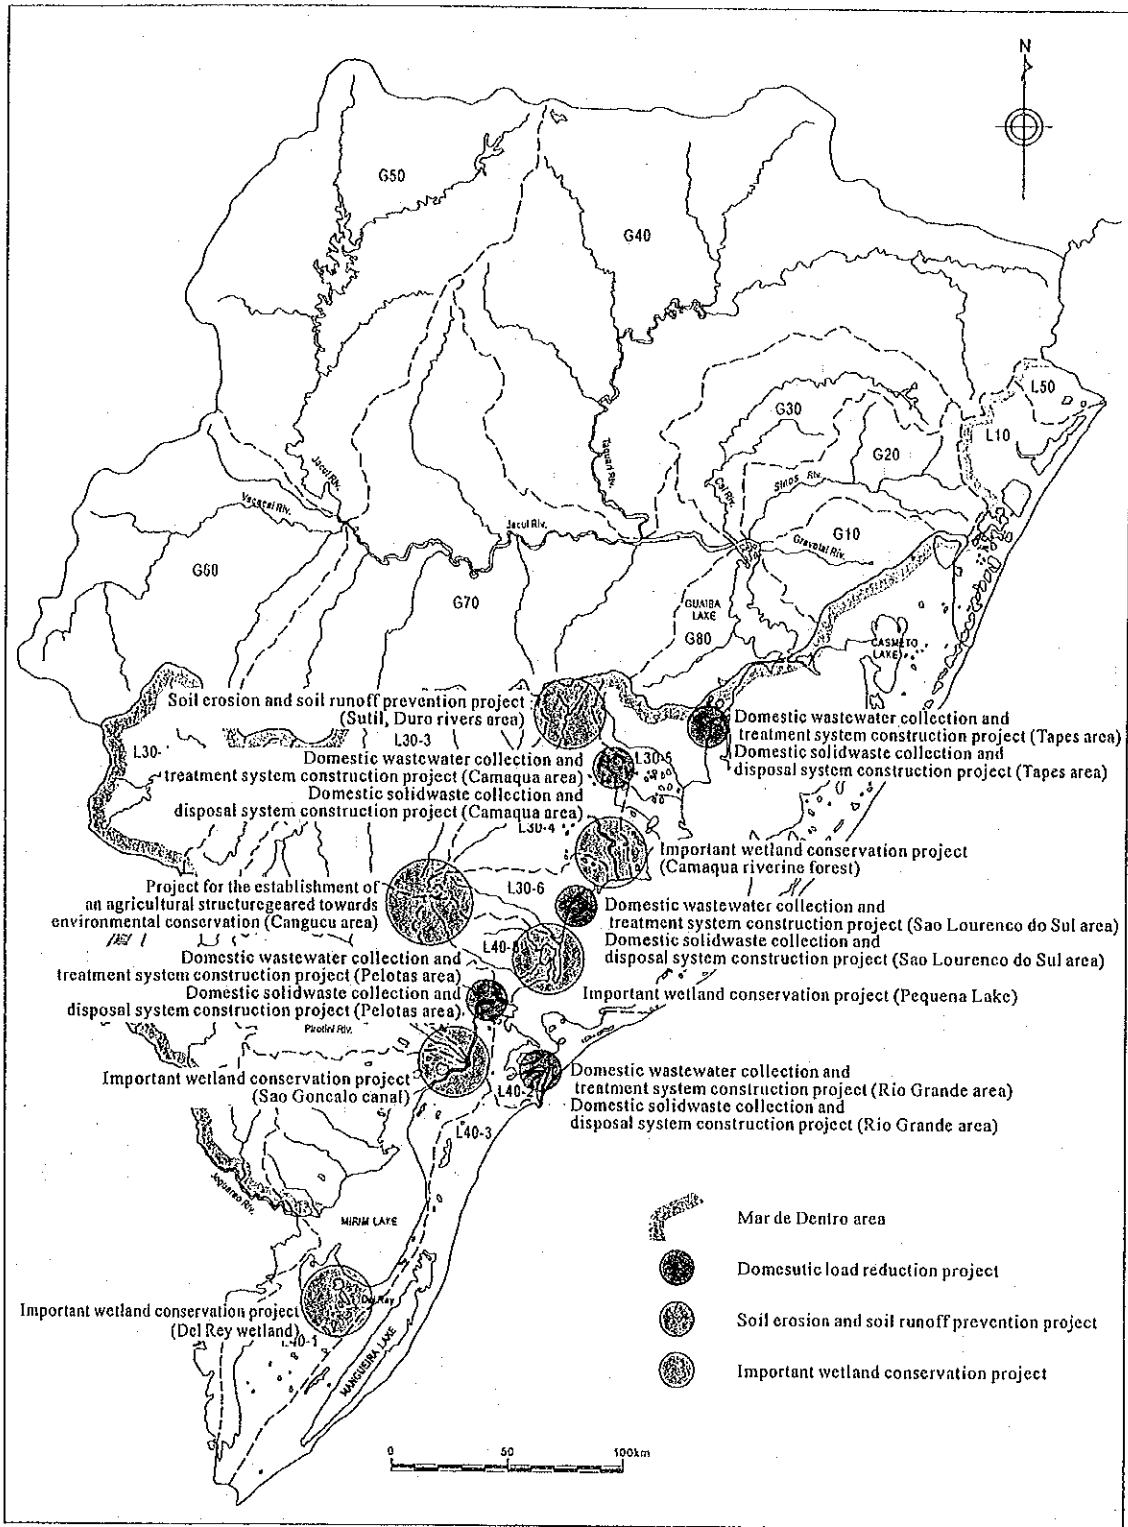 N
G50
G40
L50
G30
L10
G20
Taquari Riv.
Cai Riv.
Sinos Riv.
Jacui Riv.
Vacacai Riv.
Jacui Riv.
G10
Gravatai Riv.
G60
G70
GUAIBA
LAKE
G80
LAKE
Soil erosion and soil runoff prevention project
(Sutil, Duro rivers area)
L30-
L30-3
Domestic wastewater collection and
treatment system construction project (Tapes area)
Domestic solidwaste collection and
disposal system construction project (Tapes area)
Domestic wastewater collection and
treatment system construction project (Camaqua area)
Domestic solidwaste collection and
disposal system construction project (Camaqua area)
L30-5
L30-4
Important wetland conservation project
(Camaqua riverine forest)
Project for the establishment of
an agricultural structuregeared towards
environmental conservation (Cangucu area)
L30-6
Domestic wastewater collection and
treatment system construction project (Sao Lourenco do Sul area)
Domestic solidwaste collection and
disposal system construction project (Sao Lourenco do Sul area)
Domestic wastewater collection and
treatment system construction project (Pelotas area)
Domestic solidwaste collection and
disposal system construction project (Pelotas area)
Important wetland conservation project (Pequena Lake)
Riv.
Important wetland conservation project
(Sao Goncalo canal)
L40-2
Domestic wastewater collection and
treatment system construction project (Rio Grande area)
Domestic solidwaste collection and
disposal system construction project (Rio Grande area)
L40-3
Riv.
MIRIM LAKE
Mar de Dentro area
Domesutic load reduction project
Del Rey
Important wetland conservation project
(Del Rey wetland)
L40-1
MANGUEIRA LAKE
Soil erosion and soil runoff prevention project
Important wetland conservation project
0 50 100km